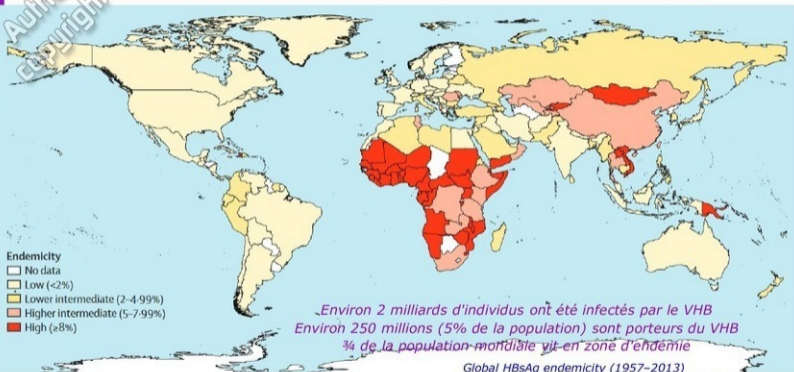 Autho
copyright
Endemicity
No data
Low (<2%)
Lower intermediate (2–4·99%)
Higher intermediate (5–7·99%)
High (≥8%)
Environ 2 milliards d'individus ont été infectés par le VHB
Environ 250 millions (5% de la population) sont porteurs du VHB
¾ de la population mondiale vit en zone d'endémie
Global HBsAg endemicity (1957–2013)